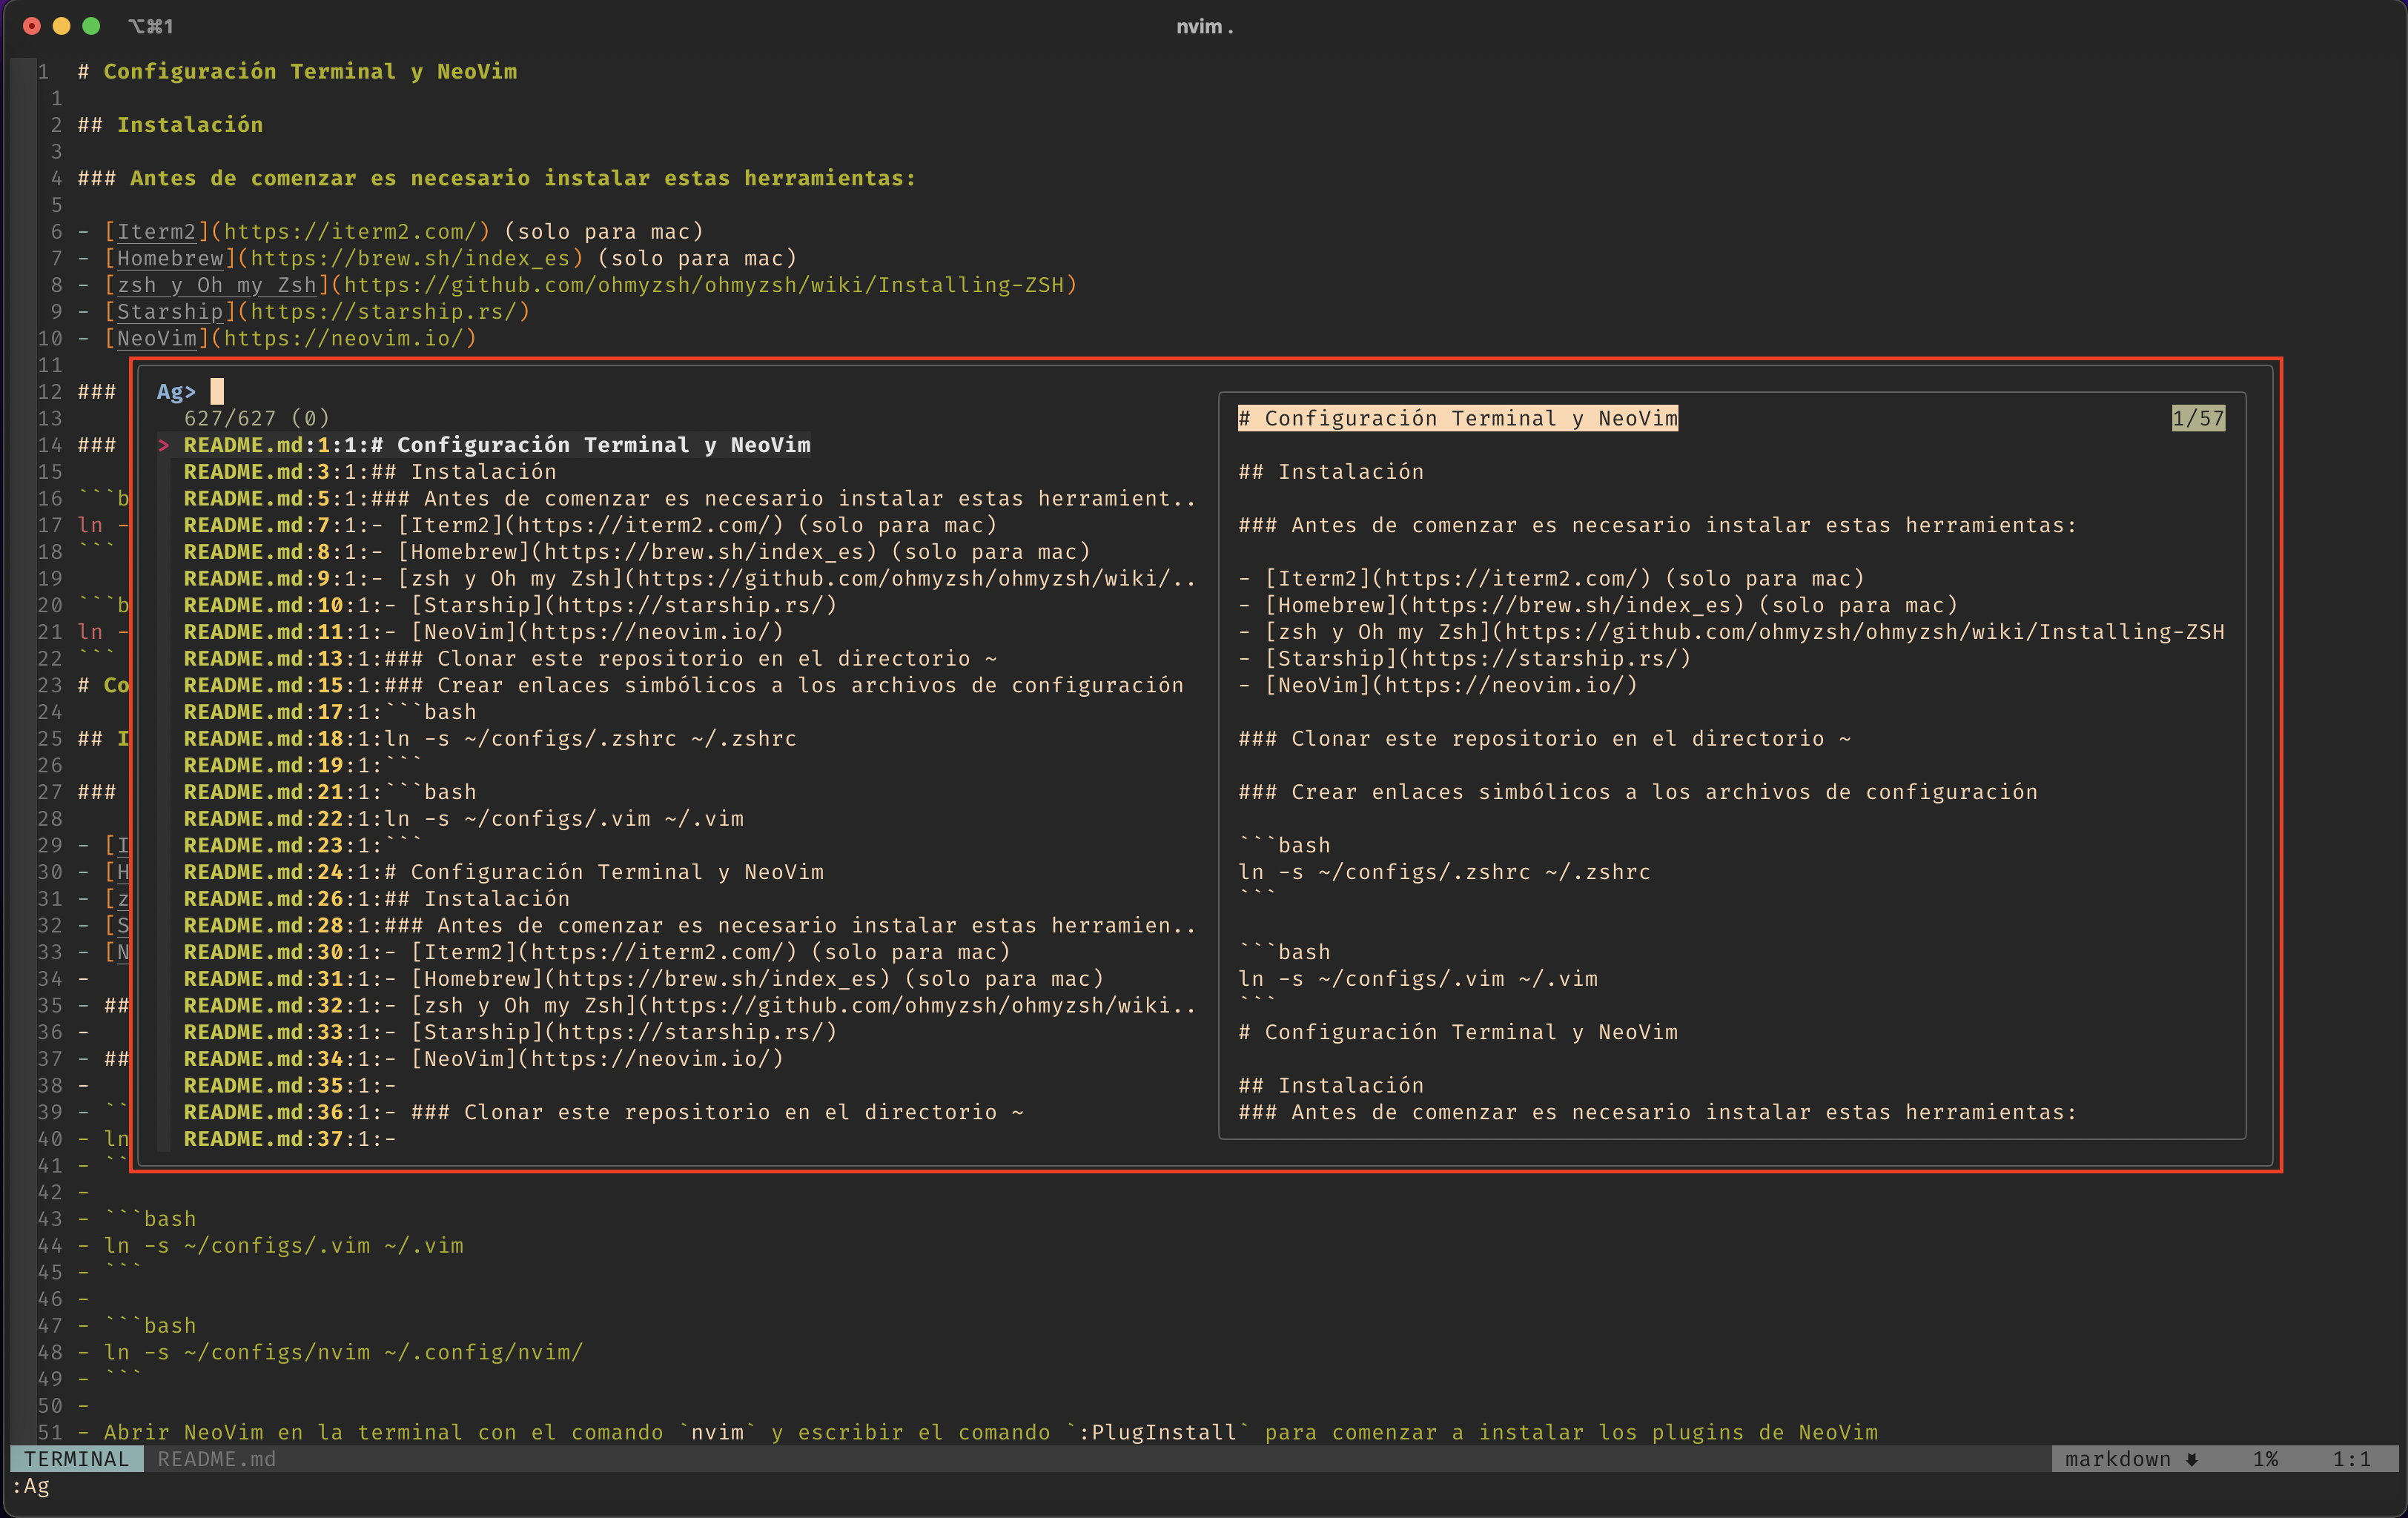 ⌥⌘1
nvim .
1 # Configuración Terminal y NeoVim
1
2 ## Instalación
3
4 ### Antes de comenzar es necesario instalar estas herramientas:
5
6 - [Iterm2](https://iterm2.com/) (solo para mac)
7 - [Homebrew](https://brew.sh/index_es) (solo para mac)
8 - [zsh y Oh my Zsh](https://github.com/ohmyzsh/ohmyzsh/wiki/Installing-ZSH)
9 - [Starship](https://starship.rs/)
10 - [NeoVim](https://neovim.io/)
11
12 ###
13
14 ###
15
16 ```b
17 ln -
18 ```
19
20 ```b
21 ln -
22 ```
23 # Co
24
25 ## I
26
27 ###
28
29 - [I
30 - [H
31 - [z
32 - [S
33 - [N
34 -
35 - ##
36 -
37 - ##
38 -
39 - ``
40 - ln
41 - ``
Ag>
627/627 (0)
> README.md:1:1:# Configuración Terminal y NeoVim
README.md:3:1:## Instalación
README.md:5:1:### Antes de comenzar es necesario instalar estas herramient..
README.md:7:1:- [Iterm2](https://iterm2.com/) (solo para mac)
README.md:8:1:- [Homebrew](https://brew.sh/index_es) (solo para mac)
README.md:9:1:- [zsh y Oh my Zsh](https://github.com/ohmyzsh/ohmyzsh/wiki/..
README.md:10:1:- [Starship](https://starship.rs/)
README.md:11:1:- [NeoVim](https://neovim.io/)
README.md:13:1:### Clonar este repositorio en el directorio ~
README.md:15:1:### Crear enlaces simbólicos a los archivos de configuración
README.md:17:1:```bash
README.md:18:1:ln -s ~/configs/.zshrc ~/.zshrc
README.md:19:1:```
README.md:21:1:```bash
README.md:22:1:ln -s ~/configs/.vim ~/.vim
README.md:23:1:```
README.md:24:1:# Configuración Terminal y NeoVim
README.md:26:1:## Instalación
README.md:28:1:### Antes de comenzar es necesario instalar estas herramien..
README.md:30:1:- [Iterm2](https://iterm2.com/) (solo para mac)
README.md:31:1:- [Homebrew](https://brew.sh/index_es) (solo para mac)
README.md:32:1:- [zsh y Oh my Zsh](https://github.com/ohmyzsh/ohmyzsh/wiki..
README.md:33:1:- [Starship](https://starship.rs/)
README.md:34:1:- [NeoVim](https://neovim.io/)
README.md:35:1:-
README.md:36:1:- ### Clonar este repositorio en el directorio ~
README.md:37:1:-
# Configuración Terminal y NeoVim 1/57
## Instalación
### Antes de comenzar es necesario instalar estas herramientas:
- [Iterm2](https://iterm2.com/) (solo para mac)
- [Homebrew](https://brew.sh/index_es) (solo para mac)
- [zsh y Oh my Zsh](https://github.com/ohmyzsh/ohmyzsh/wiki/Installing-ZSH
- [Starship](https://starship.rs/)
- [NeoVim](https://neovim.io/)
### Clonar este repositorio en el directorio ~
### Crear enlaces simbólicos a los archivos de configuración
```bash
ln -s ~/configs/.zshrc ~/.zshrc
```
```bash
ln -s ~/configs/.vim ~/.vim
```
# Configuración Terminal y NeoVim
## Instalación
### Antes de comenzar es necesario instalar estas herramientas:
42 -
43 - ```bash
44 - ln -s ~/configs/.vim ~/.vim
45 - ```
46 -
47 - ```bash
48 - ln -s ~/configs/nvim ~/.config/nvim/
49 - ```
50 -
51 - Abrir NeoVim en la terminal con el comando `nvim` y escribir el comando `:PlugInstall` para comenzar a instalar los plugins de NeoVim
TERMINAL README.md markdown 1% 1:1
:Ag